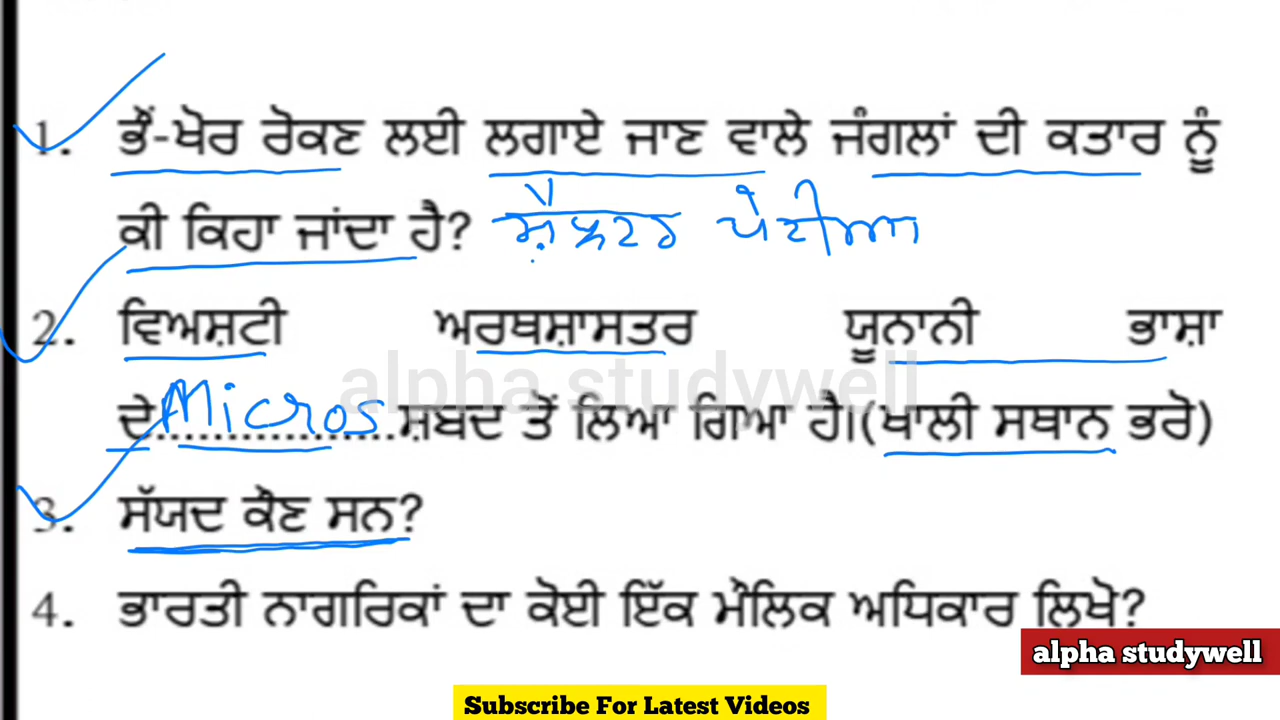 1. ਭੌਂ-ਖੋਰ ਰੋਕਣ ਲਈ ਲਗਾਏ ਜਾਣ ਵਾਲੇ ਜੰਗਲਾਂ ਦੀ ਕਤਾਰ ਨੂੰ
ਕੀ ਕਿਹਾ ਜਾਂਦਾ ਹੈ? ਸ਼ੈਲਟਰ ਪੇਟੀਆ
2. ਵਿਅਸ਼ਟੀ ਅਰਥਸ਼ਾਸਤਰ ਯੂਨਾਨੀ ਭਾਸ਼ਾ
alpha studywell
ਦੇ.....Micros.....ਸ਼ਬਦ ਤੋਂ ਲਿਆ ਗਿਆ ਹੈ।(ਖਾਲੀ ਸਥਾਨ ਭਰੋ)
3. ਸੱਯਦ ਕੌਣ ਸਨ?
4. ਭਾਰਤੀ ਨਾਗਰਿਕਾਂ ਦਾ ਕੋਈ ਇੱਕ ਮੌਲਿਕ ਅਧਿਕਾਰ ਲਿਖੋ?
alpha studywell
Subscribe For Latest Videos